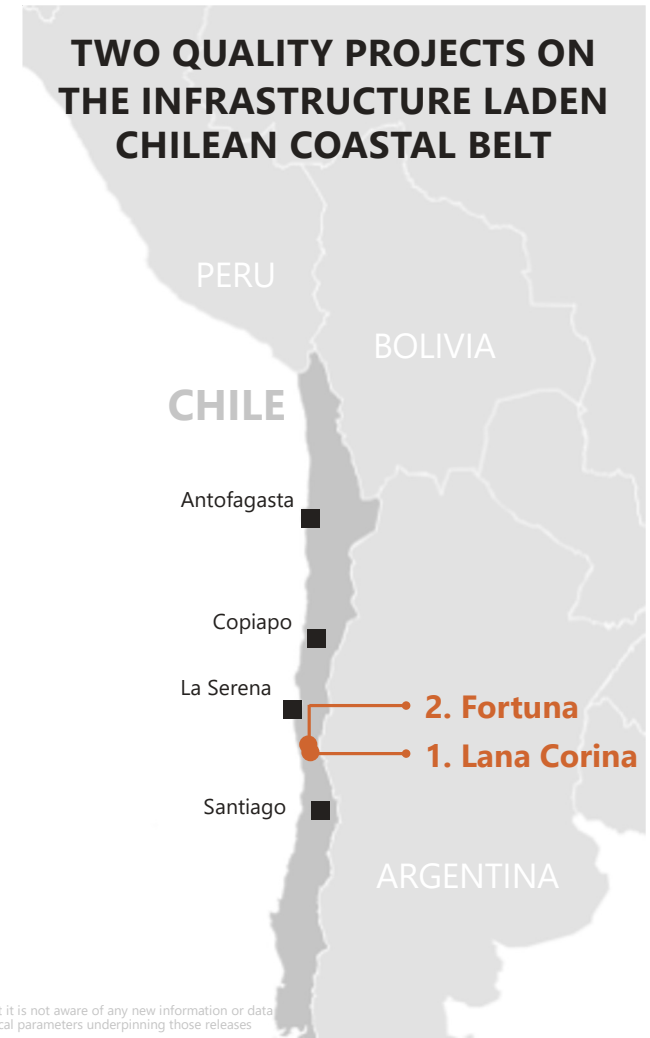 TWO QUALITY PROJECTS ON
THE INFRASTRUCTURE LADEN
CHILEAN COASTAL BELT
PERU
BOLIVIA
CHILE
Antofagasta
Copiapo
La Serena
2. Fortuna
1. Lana Corina
Santiago
ARGENTINA
it is not aware of any new information or data
parameters underpinning those releases